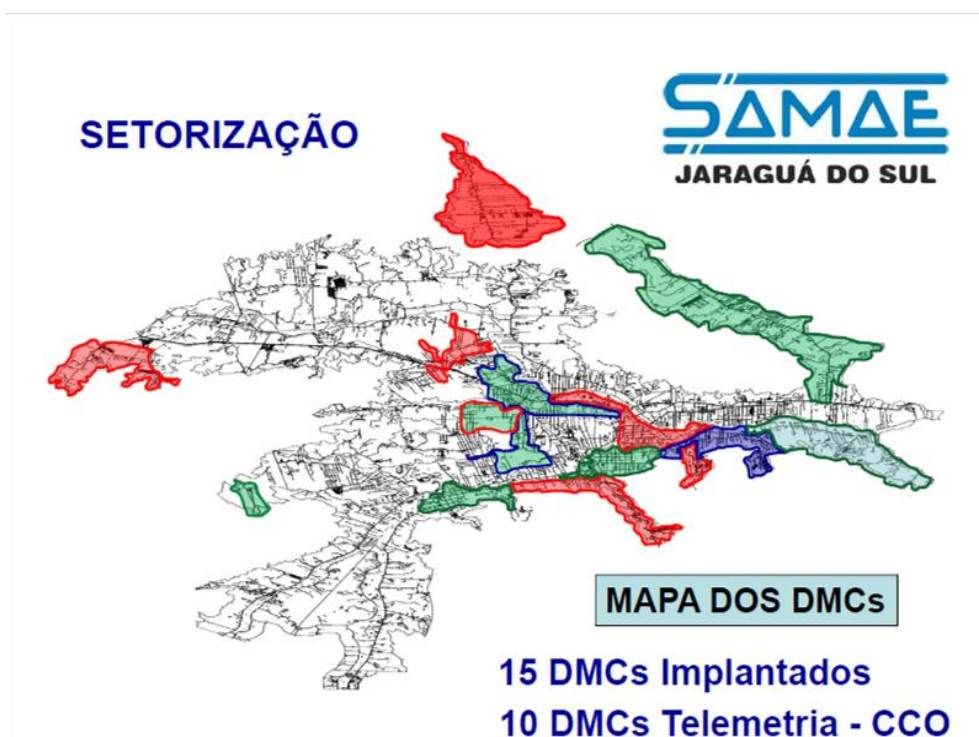 SETORIZAÇÃO
SAMAE
JARAGUÁ DO SUL
MAPA DOS DMCs
15 DMCs Implantados
10 DMCs Telemetria - CCO